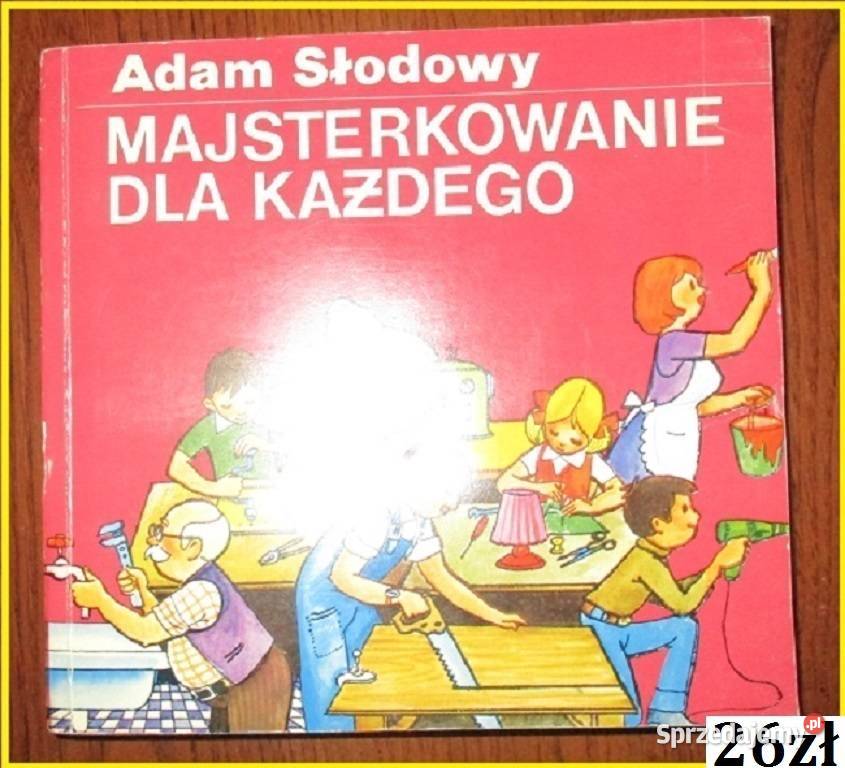 Adam Słodowy
MAJSTERKOWANIE
DLA KAŻDEGO
Sprzedajemy.pl
26zł